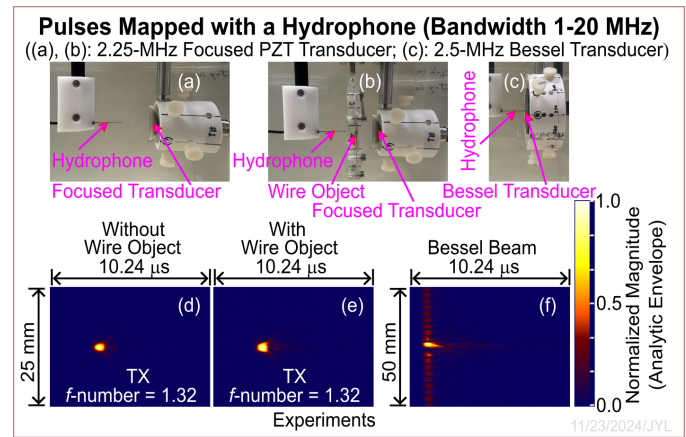 Pulses Mapped with a Hydrophone (Bandwidth 1-20 MHz)
((a), (b): 2.25-MHz Focused PZT Transducer; (c): 2.5-MHz Bessel Transducer)
(a)
Hydrophone
Focused Transducer
(b)
Hydrophone
Wire Object
Focused Transducer
(c)
Hydrophone
Bessel Transducer
Without
Wire Object
10.24 μs
With
Wire Object
10.24 μs
Bessel Beam
10.24 μs
25 mm
(d)
TX
f-number = 1.32
(e)
TX
f-number = 1.32
50 mm
(f)
1.0
0.5
0.0
Normalized Magnitude
(Analytic Envelope)
Experiments
11/23/2024/JYL